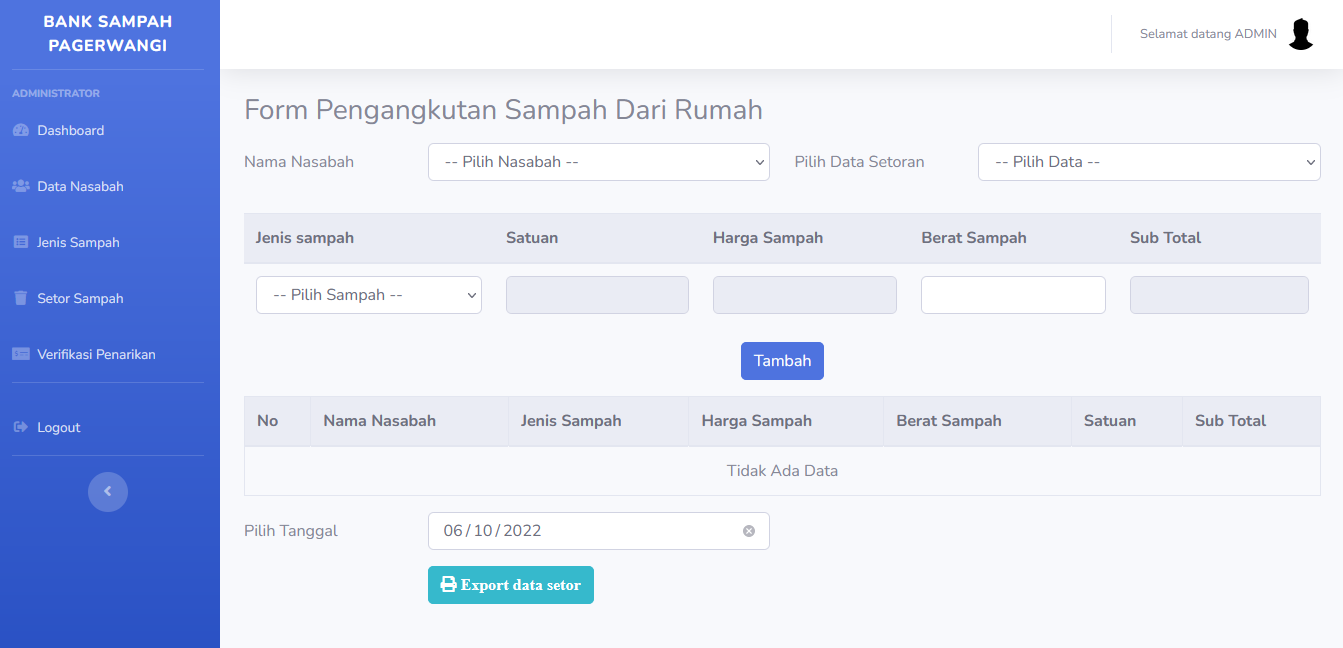 BANK SAMPAH
PAGERWANGI
Selamat datang ADMIN
ADMINISTRATOR
Dashboard
Data Nasabah
Jenis Sampah
Setor Sampah
Verifikasi Penarikan
Logout
Form Pengangkutan Sampah Dari Rumah
Nama Nasabah -- Pilih Nasabah -- Pilih Data Setoran -- Pilih Data --
Jenis sampah Satuan Harga Sampah Berat Sampah Sub Total
-- Pilih Sampah --
Tambah
No Nama Nasabah Jenis Sampah Harga Sampah Berat Sampah Satuan Sub Total
Tidak Ada Data
Pilih Tanggal 06/10/2022
Export data setor